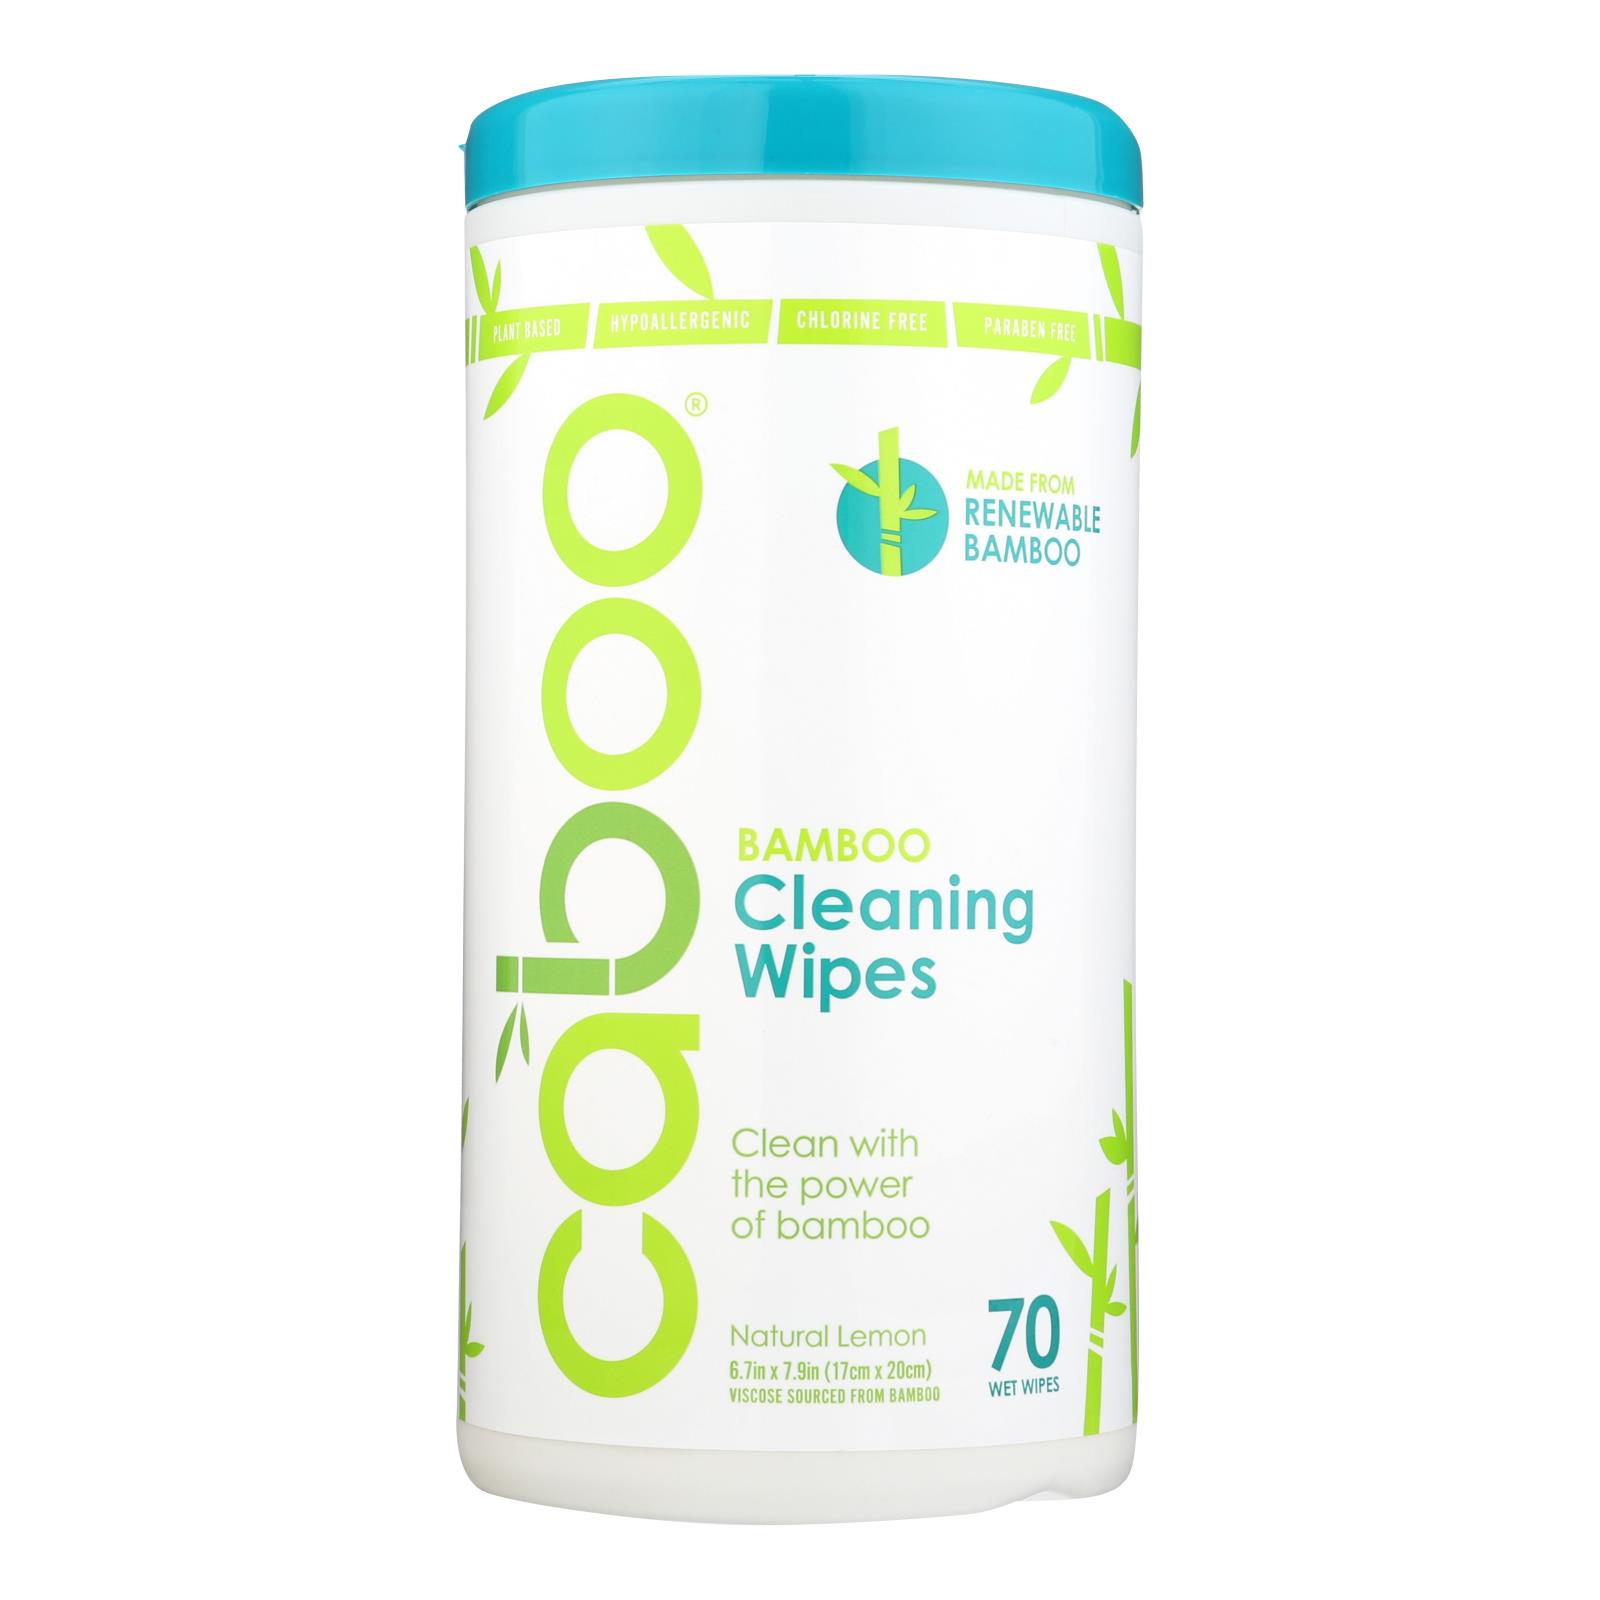 PLANT BASED HYPOALLERGENIC CHLORINE FREE PARABEN FREE
caboo®
MADE FROM
RENEWABLE
BAMBOO
BAMBOO
Cleaning
Wipes
Clean with
the power
of bamboo
Natural Lemon
6.7in x 7.9in (17cm x 20cm)
VISCOSE SOURCED FROM BAMBOO
70
WET WIPES